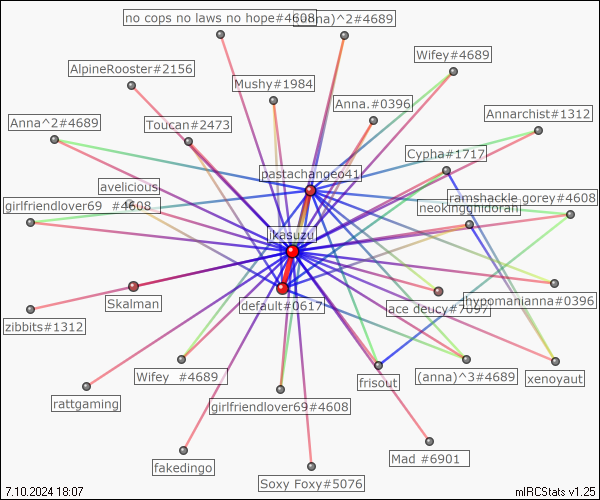 no cops no laws no hope#4608
(anna)^2#4689
Wifey#4689
AlpineRooster#2156
Mushy#1984
Anna.#0396
Annarchist#1312
Anna^2#4689
Toucan#2473
Cypha#1717
pastachangeo41
avelicious
ramshackle gorey#4608
girlfriendlover69 #4608
neokingghidoran
jkasuzu
Skalman
default#0617
ace deucy#7097
hypomanianna#0396
zibbits#1312
Wifey #4689
frisout
(anna)^3#4689
xenoyaut
rattgaming
girlfriendlover69#4608
fakedingo
Mad #6901
Soxy Foxy#5076
7.10.2024 18:07
mIRCStats v1.25